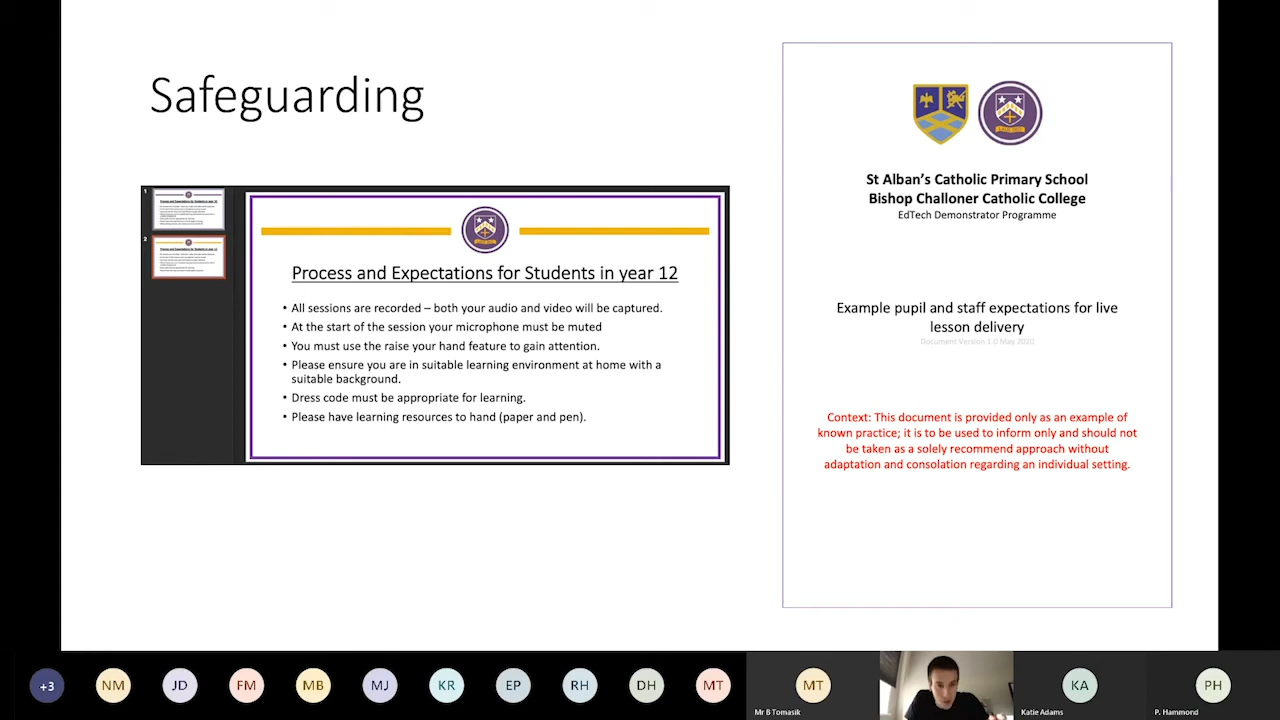 Safeguarding
1
2
Process and Expectations for Students in year 12
• All sessions are recorded – both your audio and video will be captured.
• At the start of the session your microphone must be muted
• You must use the raise your hand feature to gain attention.
• Please ensure you are in suitable learning environment at home with a
suitable background.
• Dress code must be appropriate for learning.
• Please have learning resources to hand (paper and pen).
St Alban's Catholic Primary School
Bishop Challoner Catholic College
EdTech Demonstrator Programme
Example pupil and staff expectations for live
lesson delivery
Document Version 1.0 May 2020
Context: This document is provided only as an example of
known practice; it is to be used to inform only and should not
be taken as a solely recommend approach without
adaptation and consolation regarding an individual setting.
+3
NM
JD
FM
MB
MJ
KR
EP
RH
DH
MT
MT
Mr B Tomasik
KA
Katie Adams
PH
P. Hammond